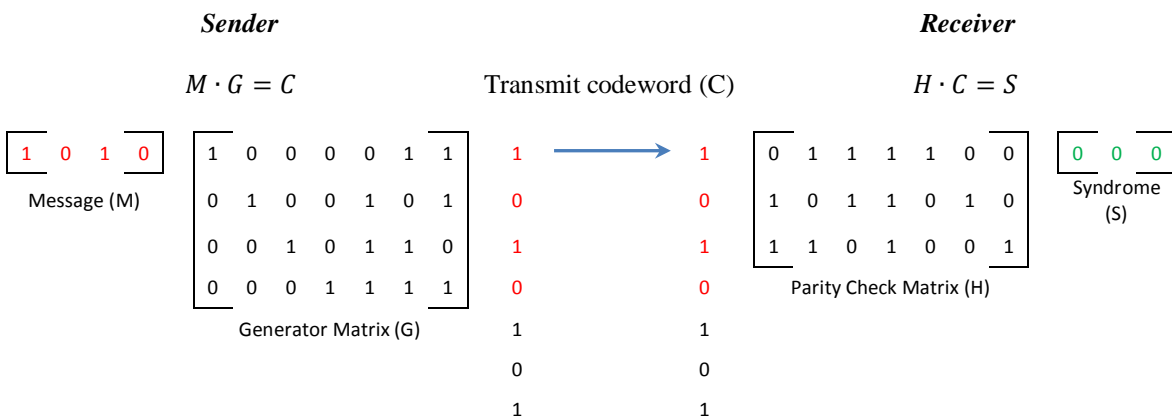 Sender Receiver
M · G = C Transmit codeword (C) H · C = S
1 0 1 0 1 0 0 0 0 1 1 1 1 0 1 1 1 1 0 0 0 0 0
Message (M) 0 1 0 0 1 0 1 0 0 1 0 1 1 0 1 0 Syndrome
(S)
0 0 1 0 1 1 0 1 1 1 1 0 1 0 0 1
0 0 0 1 1 1 1 0 0 Parity Check Matrix (H)
Generator Matrix (G) 1 1
0 0
1 1